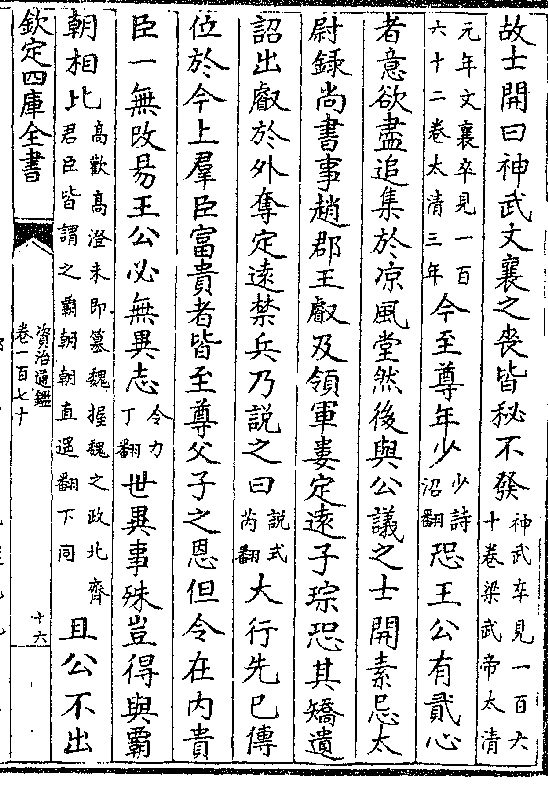 故士開曰神武文襄之喪皆秘不發神武卒見一百六十卷梁武帝太清
元年文襄卒見一百六十二卷太清三年今至尊年少少詩沼翻恐王公有貳心
者意欲盡追集於凉風堂然後與公議之士開素忌太
尉錄尚書事趙郡王叡及領軍婁定遠子琮恐其矯遺
詔出叡於外奪定遠禁兵乃説之曰説式芮翻大行先已傳
位於今上羣臣富貴者皆至尊父子之恩但令在内貴
臣一無改易王公必無異志令力丁翻世異事殊豈得與霸
朝相比高歡高澄未即簒魏握魏之政北齊君臣皆謂之霸朝朝直遥翻下同且公不出
欽定四庫全書
資治通鑑
卷一百七十
十六